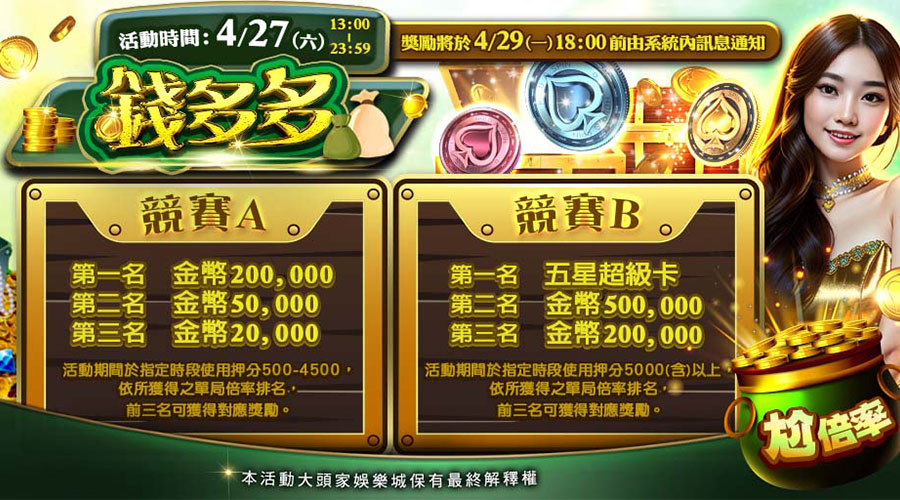 活動時間：4/27(六) 13:00-23:59
獎勵將於4/29(一)18:00前由系統內訊息通知
錢多多
競賽A
第一名 金幣200,000
第二名 金幣50,000
第三名 金幣20,000
活動期間於指定時段使用押分500-4500，
依所獲得之單局倍率排名，
前三名可獲得對應獎勵。
競賽B
第一名 五星超級卡
第二名 金幣500,000
第三名 金幣200,000
活動期間於指定時段使用押分5000(含)以上，
依所獲得之單局倍率排名，
前三名可獲得對應獎勵。
尬倍率
本活動大頭家娛樂城保有最終解釋權